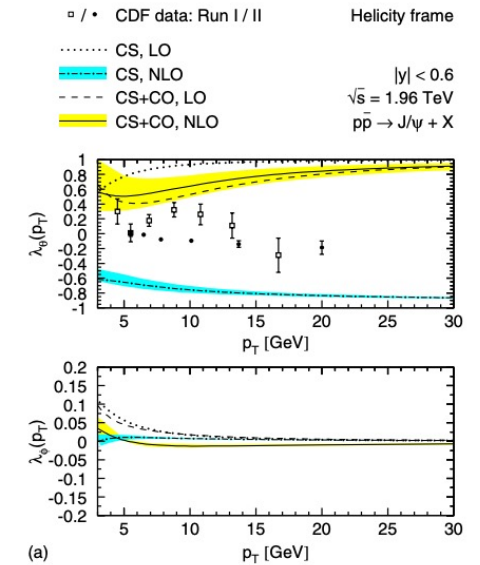 □ / • CDF data: Run I / II Helicity frame
CS, LO
CS, NLO |y| < 0.6
CS+CO, LO √s = 1.96 TeV
CS+CO, NLO pp̄ → J/ψ + X
λθ(pT)
1
0.8
0.6
0.4
0.2
0
-0.2
-0.4
-0.6
-0.8
-1
5 10 15 20 25 30
pT [GeV]
λφ(pT)
0.2
0.15
0.1
0.05
0
-0.05
-0.1
-0.15
-0.2
5 10 15 20 25 30
(a) pT [GeV]